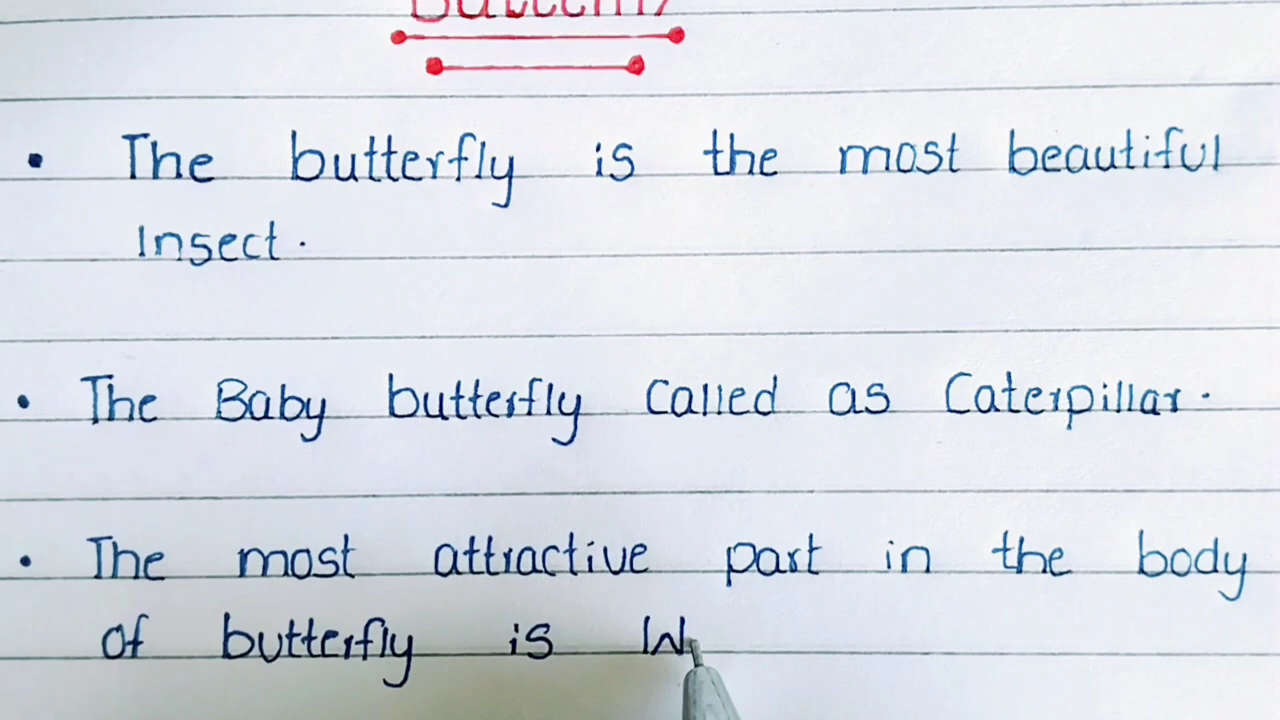 Butterfly
• The butterfly is the most beautiful
Insect.
• The Baby butterfly Called as Caterpillar.
• The most attractive part in the body
of butterfly is W